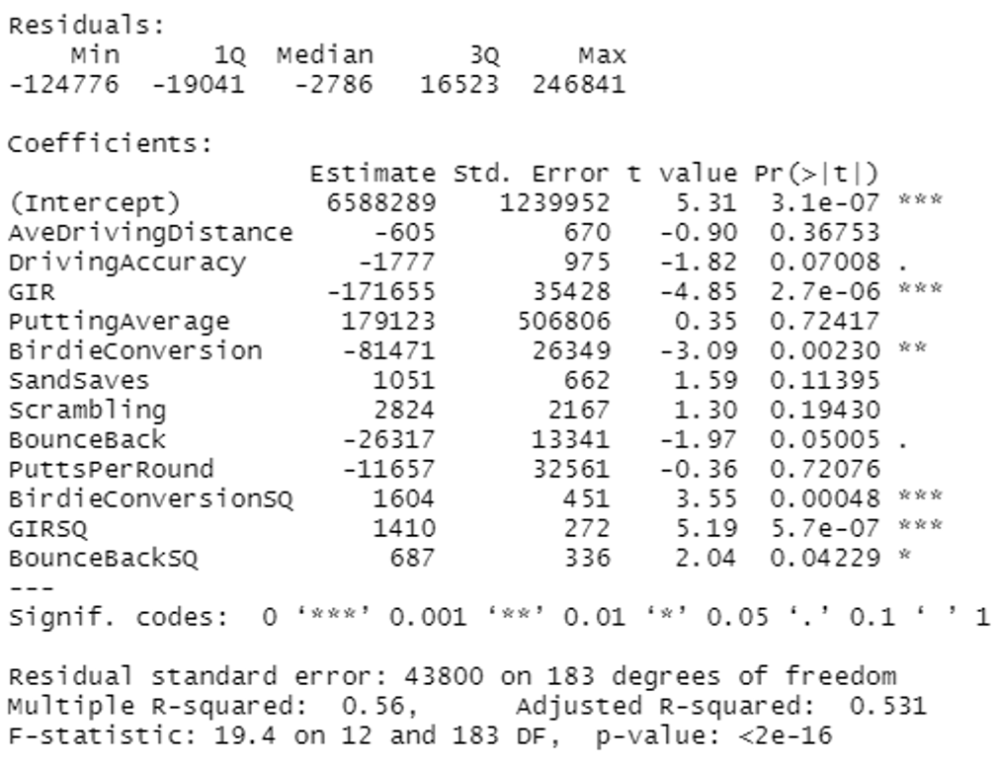 Residuals:
    Min      1Q  Median      3Q     Max
-124776  -19041   -2786   16523  246841
Coefficients:
                   Estimate Std. Error t value Pr(>|t|)
(Intercept)         6588289    1239952    5.31  3.1e-07 ***
AveDrivingDistance     -605        670   -0.90  0.36753
DrivingAccuracy       -1777        975   -1.82  0.07008 .
GIR                 -171655      35428   -4.85  2.7e-06 ***
PuttingAverage       179123     506806    0.35  0.72417
BirdieConversion     -81471      26349   -3.09  0.00230 **
SandSaves              1051        662    1.59  0.11395
Scrambling             2824       2167    1.30  0.19430
BounceBack           -26317      13341   -1.97  0.05005 .
PuttsPerRound        -11657      32561   -0.36  0.72076
BirdieConversionSQ     1604        451    3.55  0.00048 ***
GIRSQ                  1410        272    5.19  5.7e-07 ***
BounceBackSQ            687        336    2.04  0.04229 *
---
Signif. codes:  0 ‘***’ 0.001 ‘**’ 0.01 ‘*’ 0.05 ‘.’ 0.1 ‘ ’ 1
Residual standard error: 43800 on 183 degrees of freedom
Multiple R-squared:  0.56,      Adjusted R-squared:  0.531
F-statistic: 19.4 on 12 and 183 DF,  p-value: <2e-16